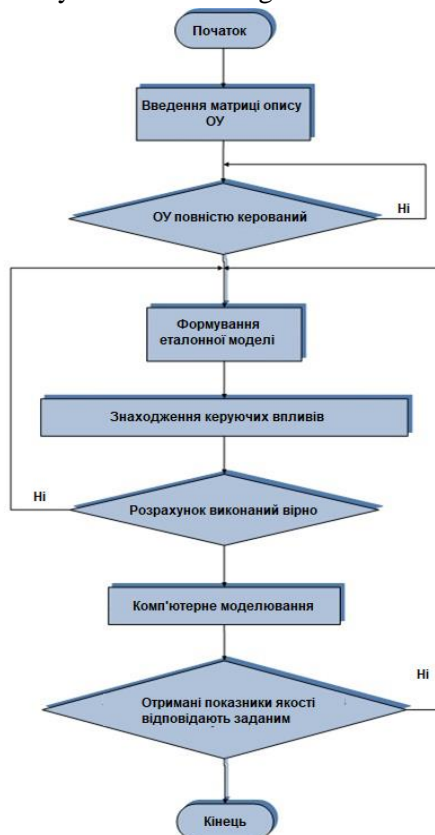 Початок
Введення матриці опису
ОУ
ОУ повністю керований
Ні
Формування
еталонної моделі
Знаходження керуючих впливів
Ні
Розрахунок виконаний вірно
Комп'ютерне моделювання
Ні
Отримані показники якості
відповідають заданим
Кінець